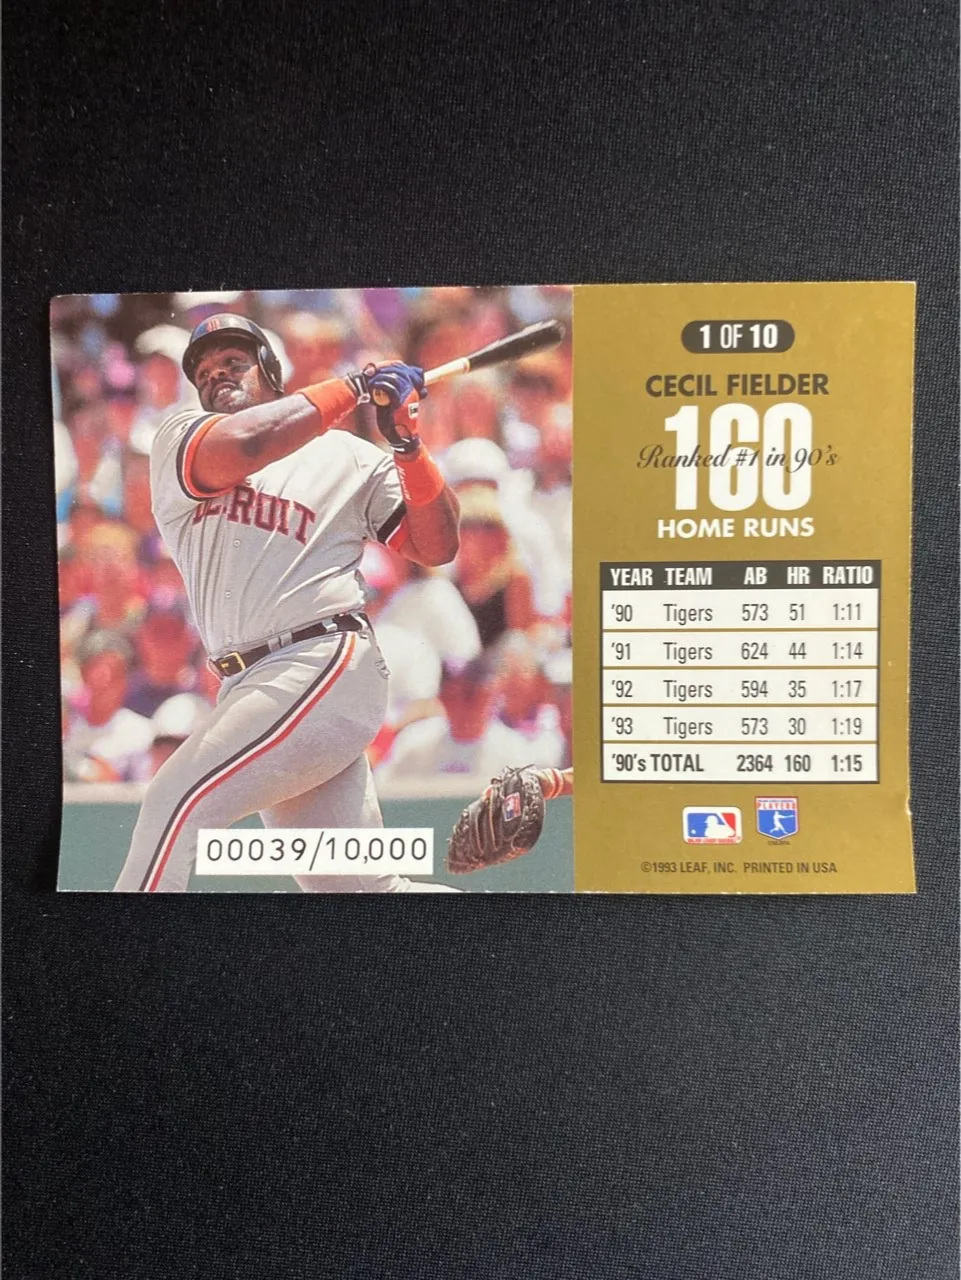 1 OF 10
CECIL FIELDER
160
Ranked #1 in 90's
HOME RUNS
YEAR TEAM AB HR RATIO
'90 Tigers 573 51 1:11
'91 Tigers 624 44 1:14
'92 Tigers 594 35 1:17
'93 Tigers 573 30 1:19
'90's TOTAL 2364 160 1:15
PLAYERS
©1993 LEAF, INC. PRINTED IN USA
DETROIT
00039/10,000